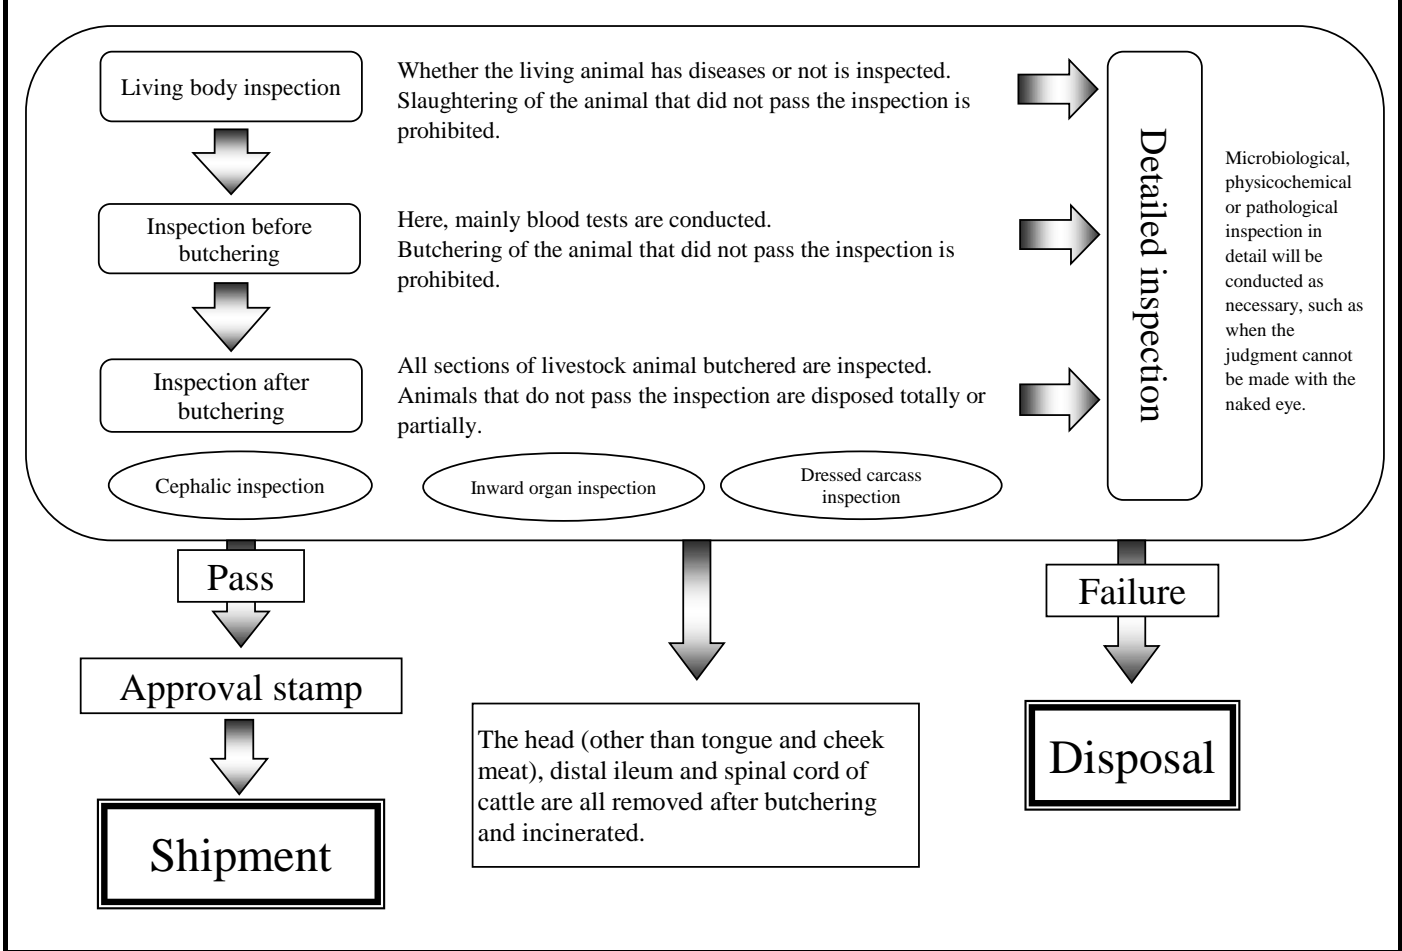 Living body inspection
Whether the living animal has diseases or not is inspected.
Slaughtering of the animal that did not pass the inspection is
prohibited.
Inspection before
butchering
Here, mainly blood tests are conducted.
Butchering of the animal that did not pass the inspection is
prohibited.
Inspection after
butchering
All sections of livestock animal butchered are inspected.
Animals that do not pass the inspection are disposed totally or
partially.
Cephalic inspection
Inward organ inspection
Dressed carcass
inspection
Detailed inspection
Microbiological,
physicochemical
or pathological
inspection in
detail will be
conducted as
necessary, such as
when the
judgment cannot
be made with the
naked eye.
Pass
Approval stamp
Shipment
The head (other than tongue and cheek
meat), distal ileum and spinal cord of
cattle are all removed after butchering
and incinerated.
Failure
Disposal